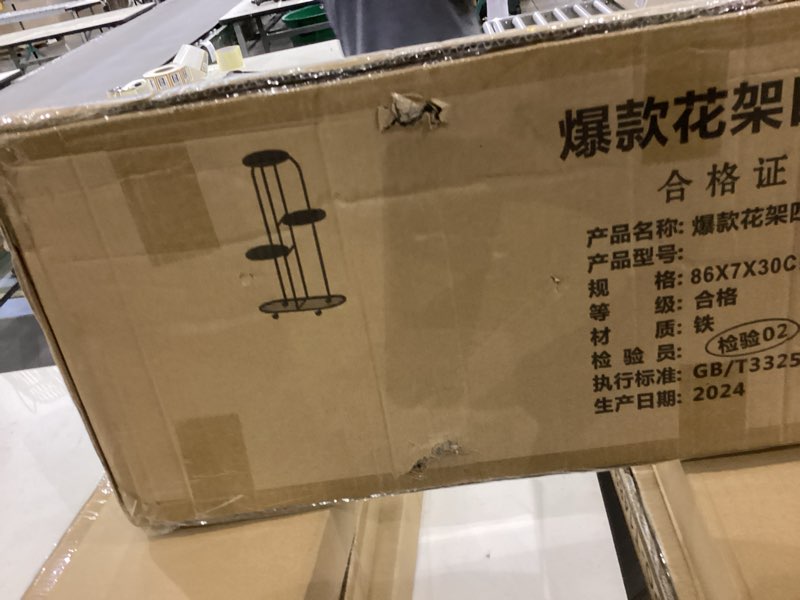 爆款花架
合格证
产品名称: 爆款花架
产品型号:
规 格: 86X7X30C
等 级: 合格
材 质: 铁
检 验 员: 检验02
执行标准: GB/T3325
生产日期: 2024